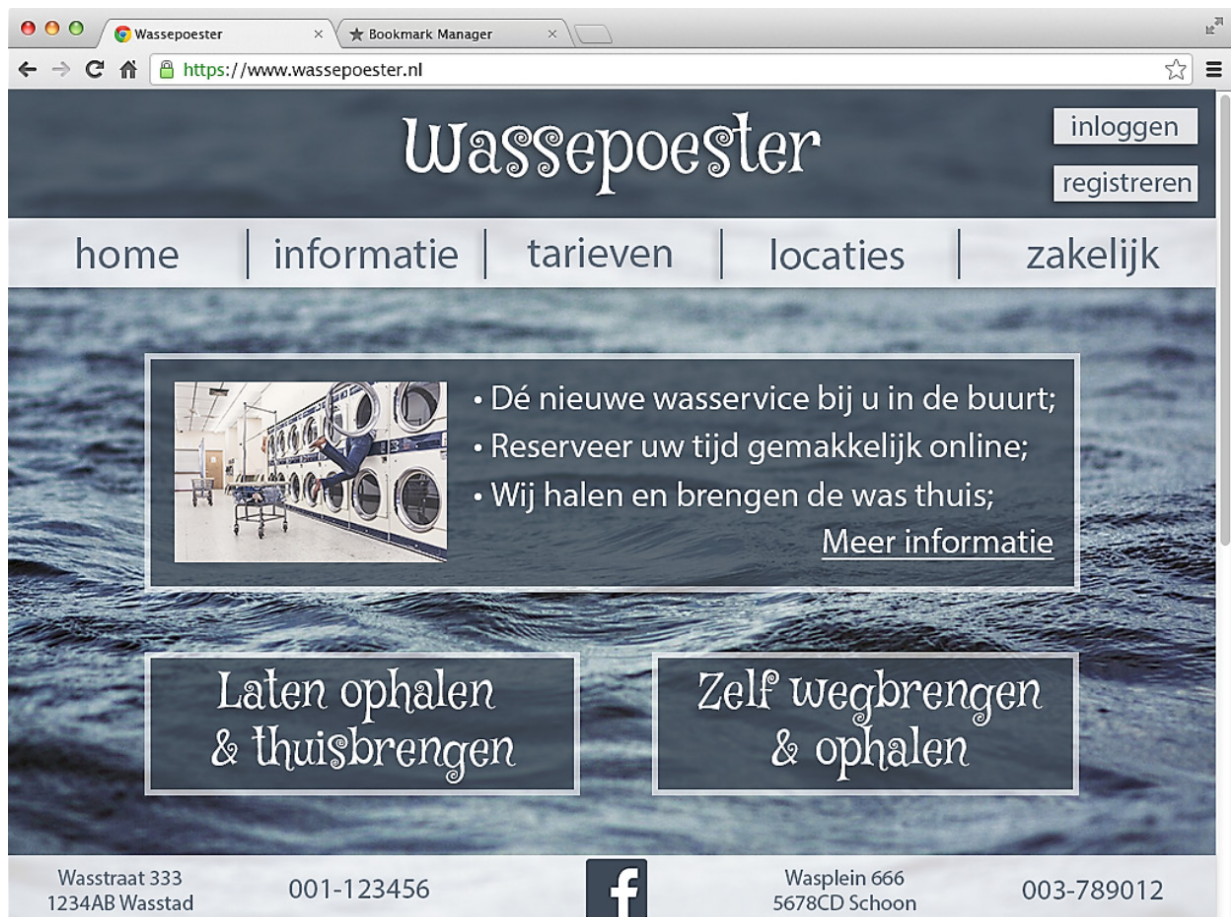 Wassepoester
Bookmark Manager
https://www.wassepoester.nl
Wassepoester
inloggen
registreren
home
informatie
tarieven
locaties
zakelijk
• Dé nieuwe wasservice bij u in de buurt;
• Reserveer uw tijd gemakkelijk online;
• Wij halen en brengen de was thuis;
Meer informatie
Laten ophalen
& thuisbrengen
Zelf wegbrengen
& ophalen
Wasstraat 333
1234AB Wasstad
001-123456
f
Wasplein 666
5678CD Schoon
003-789012